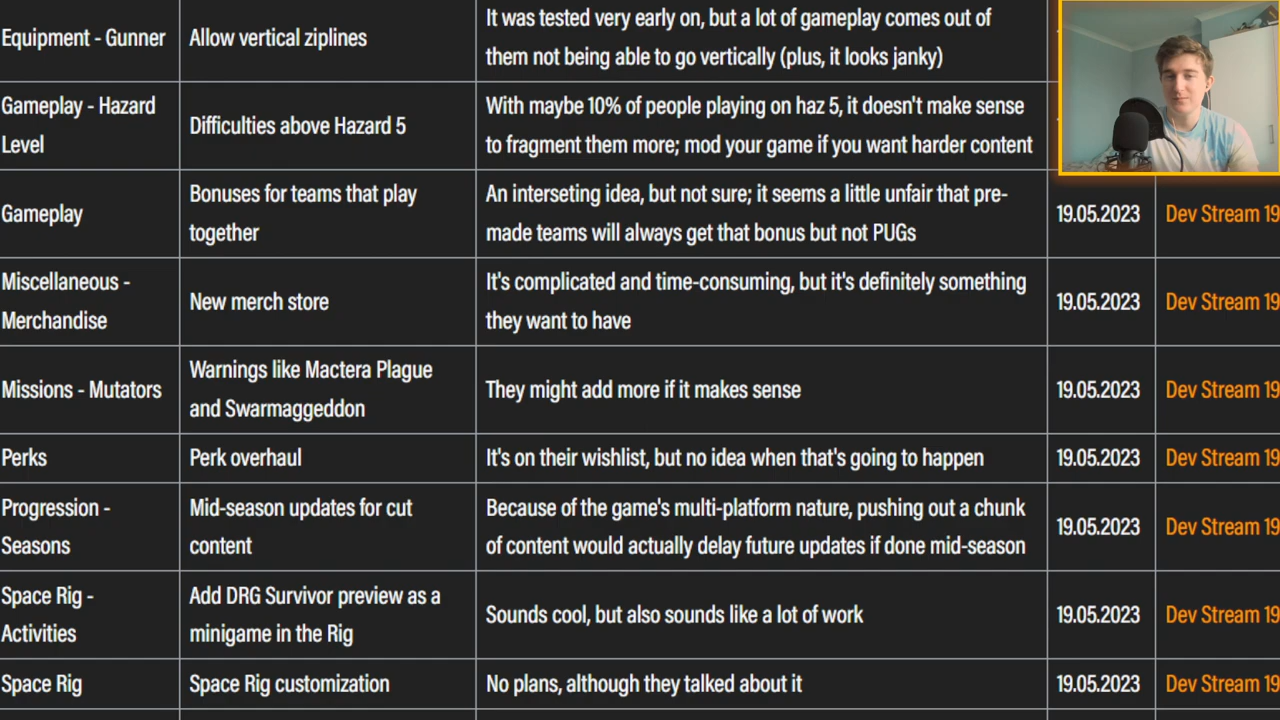 Equipment - Gunner
Allow vertical ziplines
It was tested very early on, but a lot of gameplay comes out of
them not being able to go vertically (plus, it looks janky)
Gameplay - Hazard
Level
Difficulties above Hazard 5
With maybe 10% of people playing on haz 5, it doesn't make sense
to fragment them more; mod your game if you want harder content
Gameplay
Bonuses for teams that play
together
An interseting idea, but not sure; it seems a little unfair that pre-
made teams will always get that bonus but not PUGs
19.05.2023
Dev Stream 19
Miscellaneous -
Merchandise
New merch store
It's complicated and time-consuming, but it's definitely something
they want to have
19.05.2023
Dev Stream 19
Missions - Mutators
Warnings like Mactera Plague
and Swarmaggeddon
They might add more if it makes sense
19.05.2023
Dev Stream 19
Perks
Perk overhaul
It's on their wishlist, but no idea when that's going to happen
19.05.2023
Dev Stream 19
Progression -
Seasons
Mid-season updates for cut
content
Because of the game's multi-platform nature, pushing out a chunk
of content would actually delay future updates if done mid-season
19.05.2023
Dev Stream 19
Space Rig -
Activities
Add DRG Survivor preview as a
minigame in the Rig
Sounds cool, but also sounds like a lot of work
19.05.2023
Dev Stream 19
Space Rig
Space Rig customization
No plans, although they talked about it
19.05.2023
Dev Stream 19